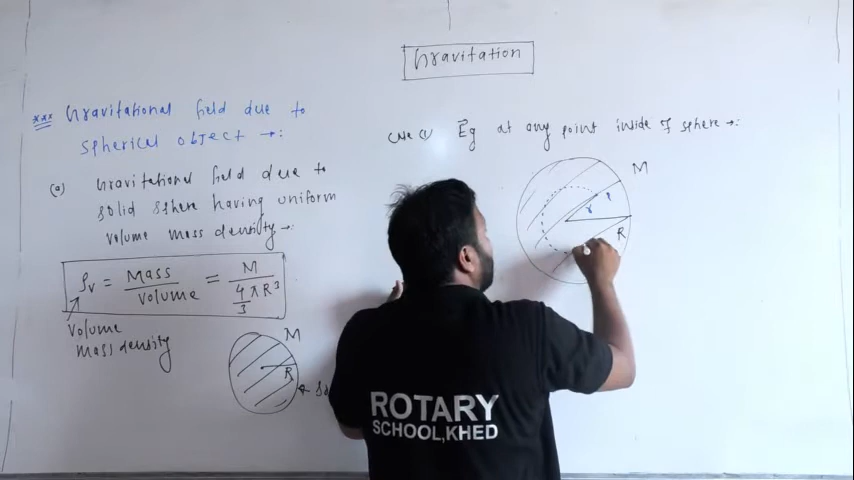 Gravitation
*** Gravitational field due to
spherical object →:
(a) Gravitational field due to
solid sphere having uniform
volume mass density →
ρv = Mass / Volume = M / 4/3 πR³
Volume
mass density
M
R
Case (1) Eg at any point inside of sphere →:
M
r
R
ROTARY
SCHOOL,KHED